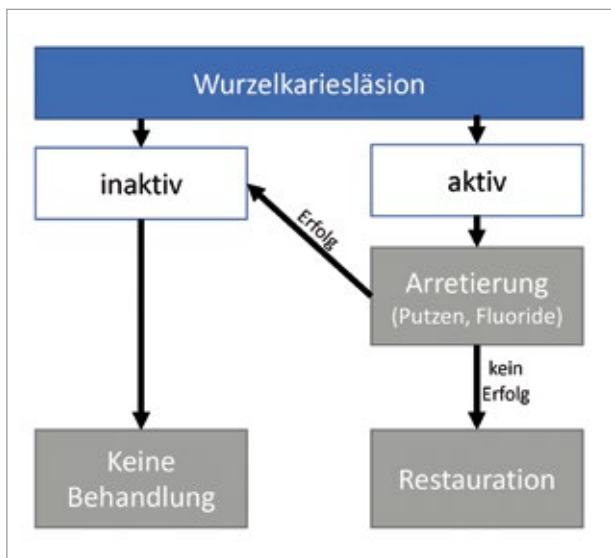 Wurzelkariesläsion
inaktiv
aktiv
Erfolg
Arretierung
(Putzen, Fluoride)
kein
Erfolg
Keine
Behandlung
Restauration